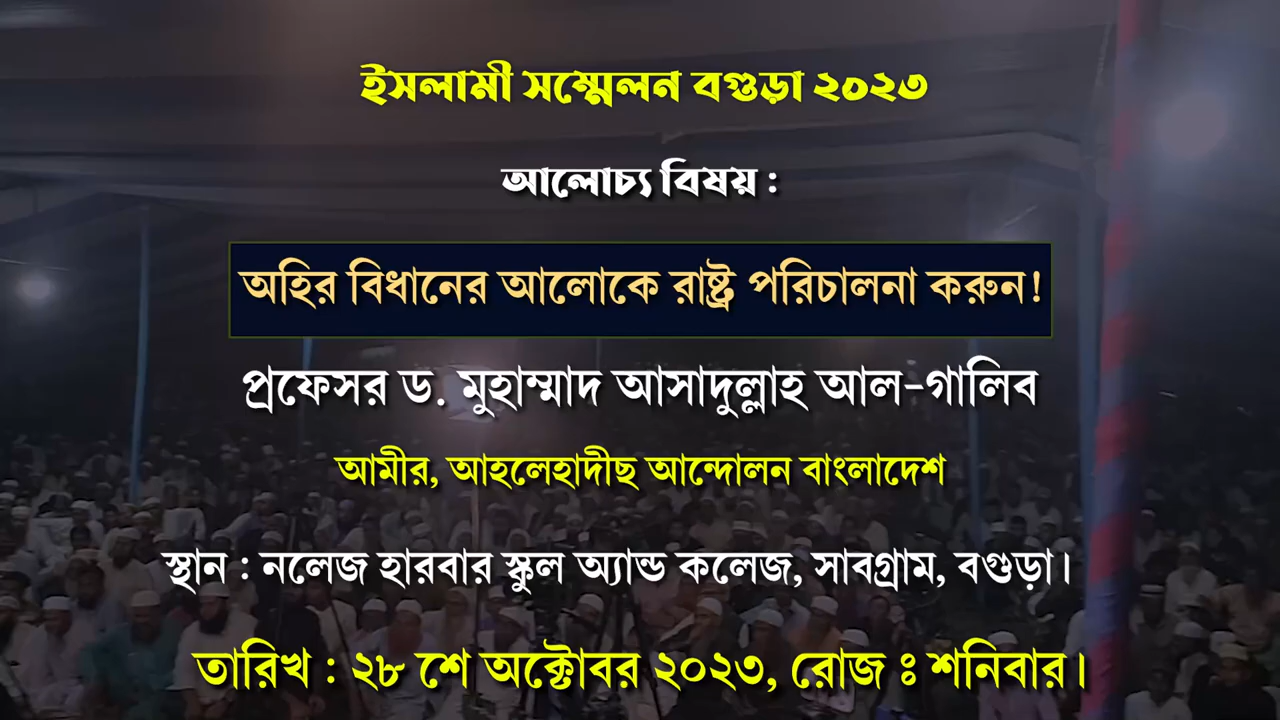 ইসলামী সম্মেলন বগুড়া ২০২৩
আলোচ্য বিষয় :
অহির বিধানের আলোকে রাষ্ট্র পরিচালনা করুন!
প্রফেসর ড. মুহাম্মাদ আসাদুল্লাহ আল-গালিব
আমীর, আহলেহাদীছ আন্দোলন বাংলাদেশ
স্থান : নলেজ হারবার স্কুল অ্যান্ড কলেজ, সাবগ্রাম, বগুড়া।
তারিখ : ২৮ শে অক্টোবর ২০২৩, রোজ ঃ শনিবার।